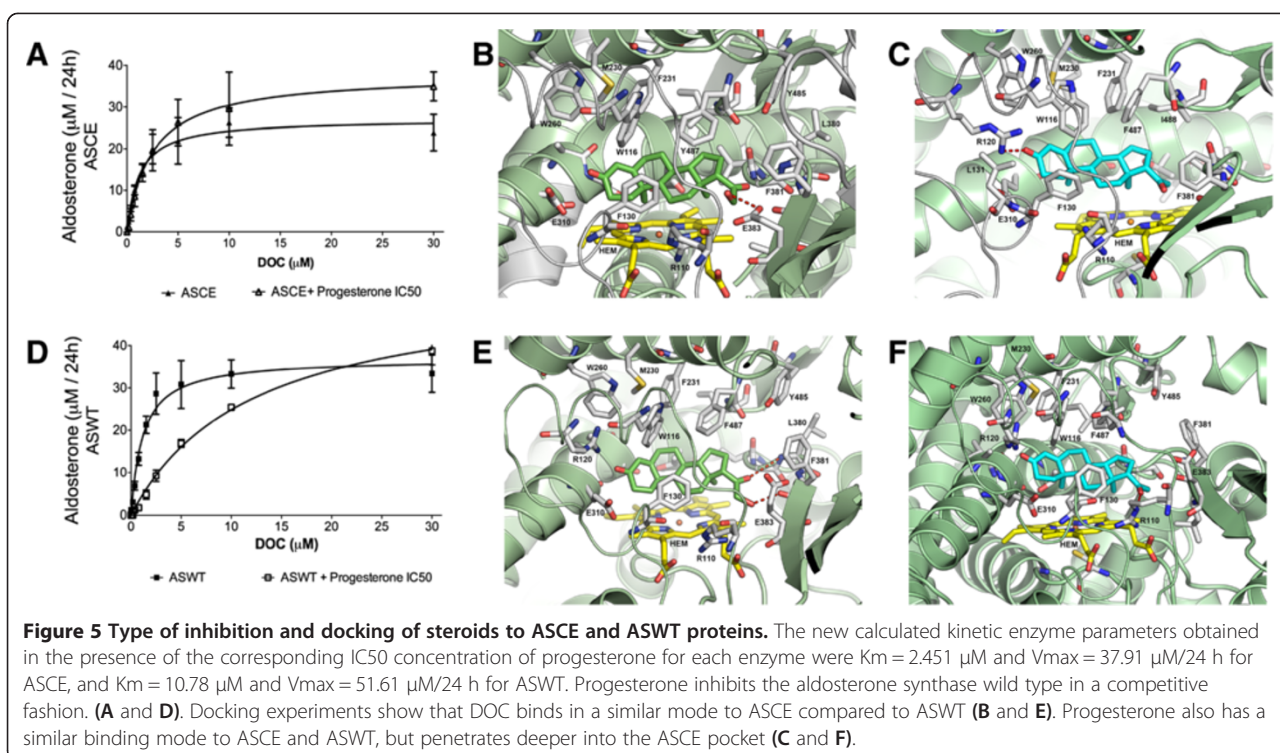 A
Aldosterone (μM / 24h)
ASCE
40
30
20
10
0
0
5
10
20
30
DOC (μM)
ASCE
ASCE+ Progesterone IC50
B
M230
F231
Y485
W260
L380
W116
Y487
F381
F130
E310
E383
HEM
R110
C
W260
M230
F231
W116
F487
I488
R120
L131
F381
E310
F130
HEM
R110
D
Aldosterone (μM / 24h)
ASWT
40
30
20
10
0
0
5
10
20
30
DOC (μM)
ASWT
ASWT + Progesterone IC50
E
M230
W260
F231
Y485
F487
L380
W116
R120
F381
F130
E310
E383
HEM
R110
F
M230
F231
Y485
W260
R120
W116
F487
F381
E383
F130
E310
R110
HEM
Figure 5 Type of inhibition and docking of steroids to ASCE and ASWT proteins. The new calculated kinetic enzyme parameters obtained
in the presence of the corresponding IC50 concentration of progesterone for each enzyme were Km = 2.451 μM and Vmax = 37.91 μM/24 h for
ASCE, and Km = 10.78 μM and Vmax = 51.61 μM/24 h for ASWT. Progesterone inhibits the aldosterone synthase wild type in a competitive
fashion. (A and D). Docking experiments show that DOC binds in a similar mode to ASCE compared to ASWT (B and E). Progesterone also has a
similar binding mode to ASCE and ASWT, but penetrates deeper into the ASCE pocket (C and F).